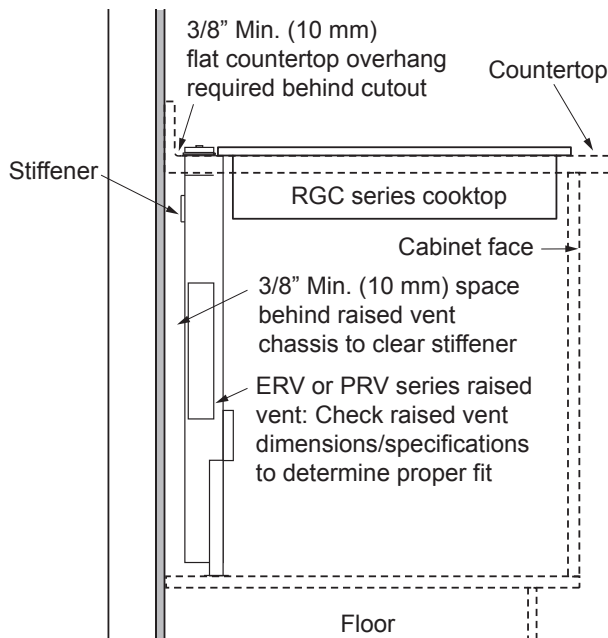 3/8” Min. (10 mm)
flat countertop overhang
required behind cutout
Countertop
Stiffener
RGC series cooktop
Cabinet face
3/8” Min. (10 mm) space
behind raised vent
chassis to clear stiffener
ERV or PRV series raised
vent: Check raised vent
dimensions/specifications
to determine proper fit
Floor